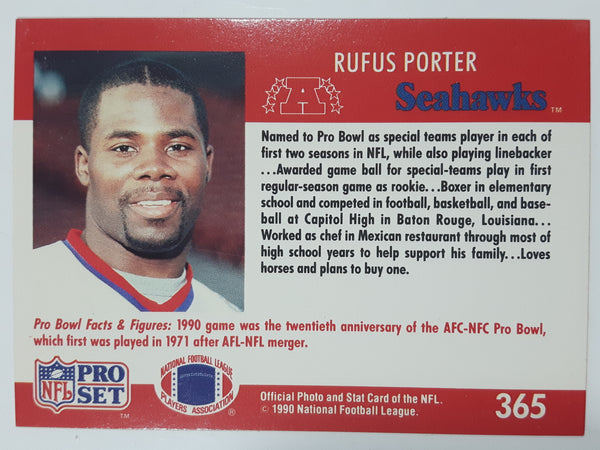 RUFUS PORTER
A
Seahawks™
Named to Pro Bowl as special teams player in each of
first two seasons in NFL, while also playing linebacker
...Awarded game ball for special-teams play in first
regular-season game as rookie...Boxer in elementary
school and competed in football, basketball, and base-
ball at Capitol High in Baton Rouge, Louisiana...
Worked as chef in Mexican restaurant through most of
high school years to help support his family...Loves
horses and plans to buy one.
Pro Bowl Facts & Figures: 1990 game was the twentieth anniversary of the AFC-NFC Pro Bowl,
which first was played in 1971 after AFL-NFL merger.
NFL PRO SET™
NATIONAL FOOTBALL LEAGUE
PLAYERS ASSOCIATION®
Official Photo and Stat Card of the NFL.
© 1990 National Football League.
365